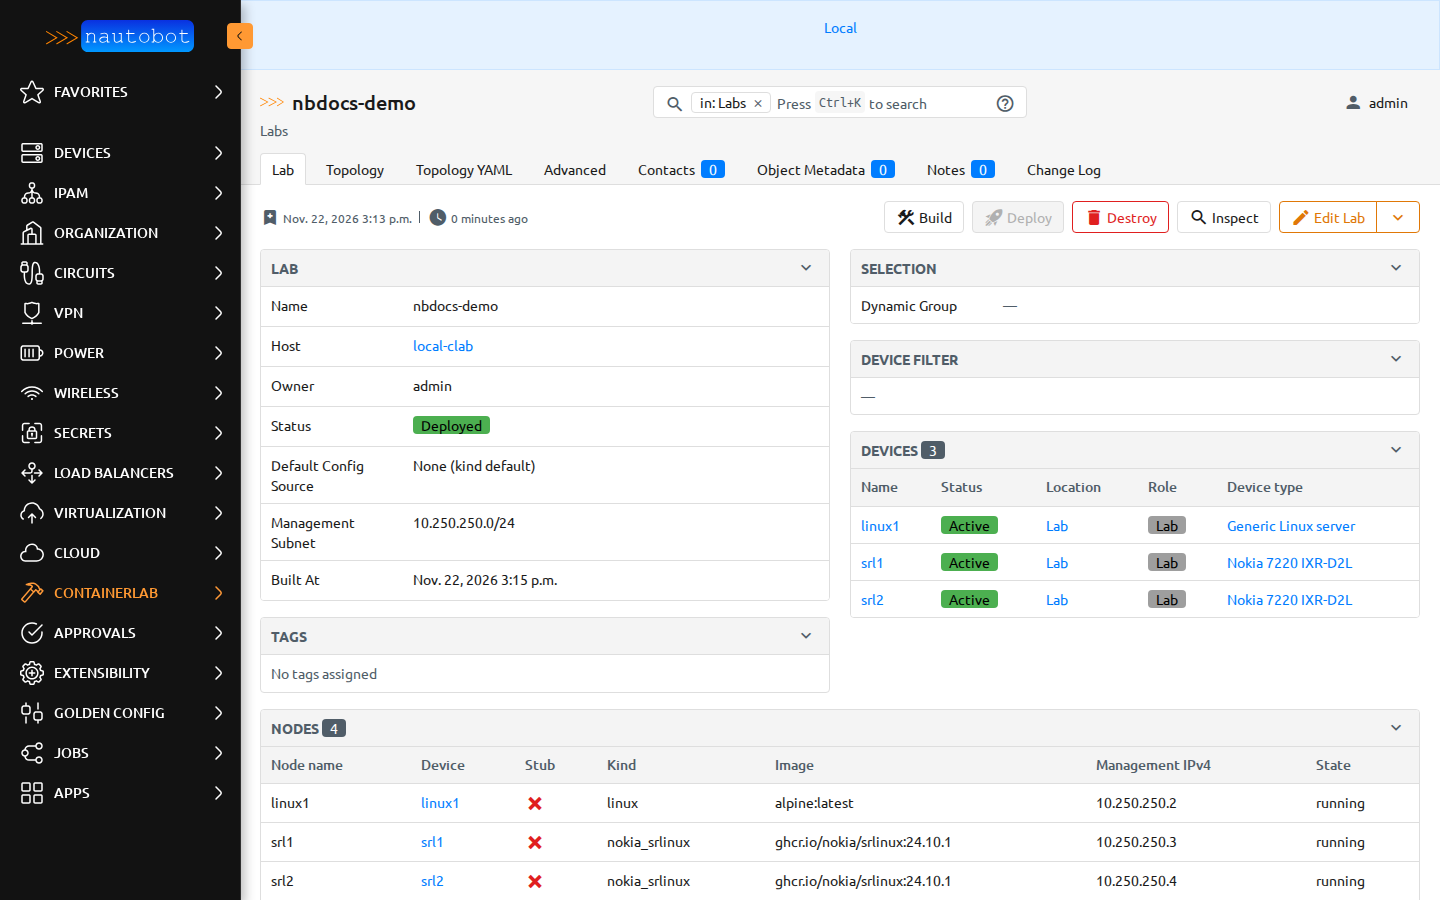 Local
>>> nautobot
FAVORITES
DEVICES
IPAM
ORGANIZATION
CIRCUITS
VPN
POWER
WIRELESS
SECRETS
LOAD BALANCERS
VIRTUALIZATION
CLOUD
CONTAINERLAB
APPROVALS
EXTENSIBILITY
GOLDEN CONFIG
JOBS
APPS
>>> nbdocs-demo
in: Labs × Press Ctrl+K to search
admin
Labs
Lab Topology Topology YAML Advanced Contacts 0 Object Metadata 0 Notes 0 Change Log
Nov. 22, 2026 3:13 p.m. | 0 minutes ago
Build Deploy Destroy Inspect Edit Lab
LAB
Name nbdocs-demo
Host local-clab
Owner admin
Status Deployed
Default Config Source None (kind default)
Management Subnet 10.250.250.0/24
Built At Nov. 22, 2026 3:15 p.m.
TAGS
No tags assigned
SELECTION
Dynamic Group —
DEVICE FILTER
—
DEVICES 3
Name Status Location Role Device type
linux1 Active Lab Lab Generic Linux server
srl1 Active Lab Lab Nokia 7220 IXR-D2L
srl2 Active Lab Lab Nokia 7220 IXR-D2L
NODES 4
Node name Device Stub Kind Image Management IPv4 State
linux1 linux1 linux alpine:latest 10.250.250.2 running
srl1 srl1 nokia_srlinux ghcr.io/nokia/srlinux:24.10.1 10.250.250.3 running
srl2 srl2 nokia_srlinux ghcr.io/nokia/srlinux:24.10.1 10.250.250.4 running